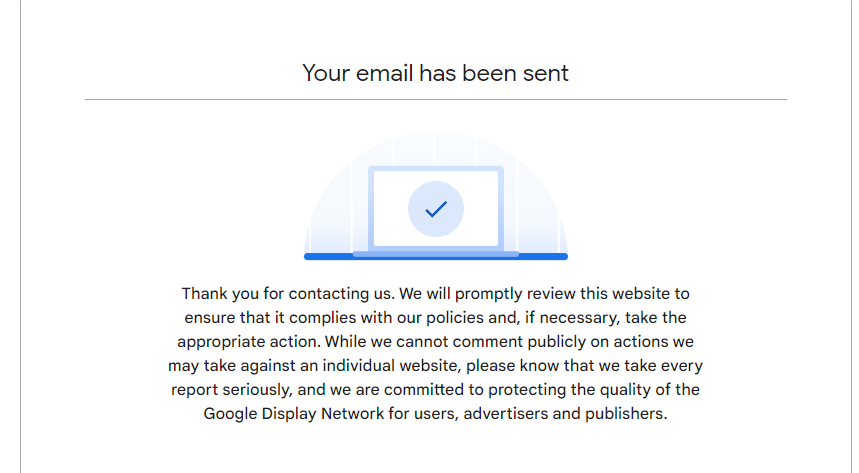 Your email has been sent
Thank you for contacting us. We will promptly review this website to
ensure that it complies with our policies and, if necessary, take the
appropriate action. While we cannot comment publicly on actions we
may take against an individual website, please know that we take every
report seriously, and we are committed to protecting the quality of the
Google Display Network for users, advertisers and publishers.